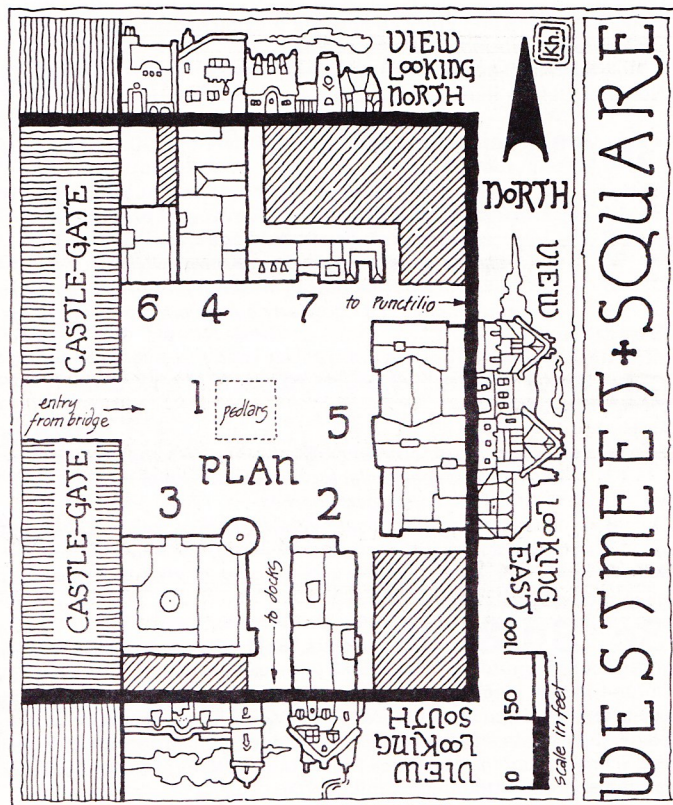 VIEW
LOOKING
NORTH
Kh.
NORTH
WESTMEET + SQUARE
CASTLE-GATE
6
4
7
to Punctilio
VIEW
LOOKING
EAST
entry
from bridge
1
pedlars
5
PLAN
3
2
CASTLE-GATE
to docks
VIEW
LOOKING
SOUTH
100
50
0
scale in feet